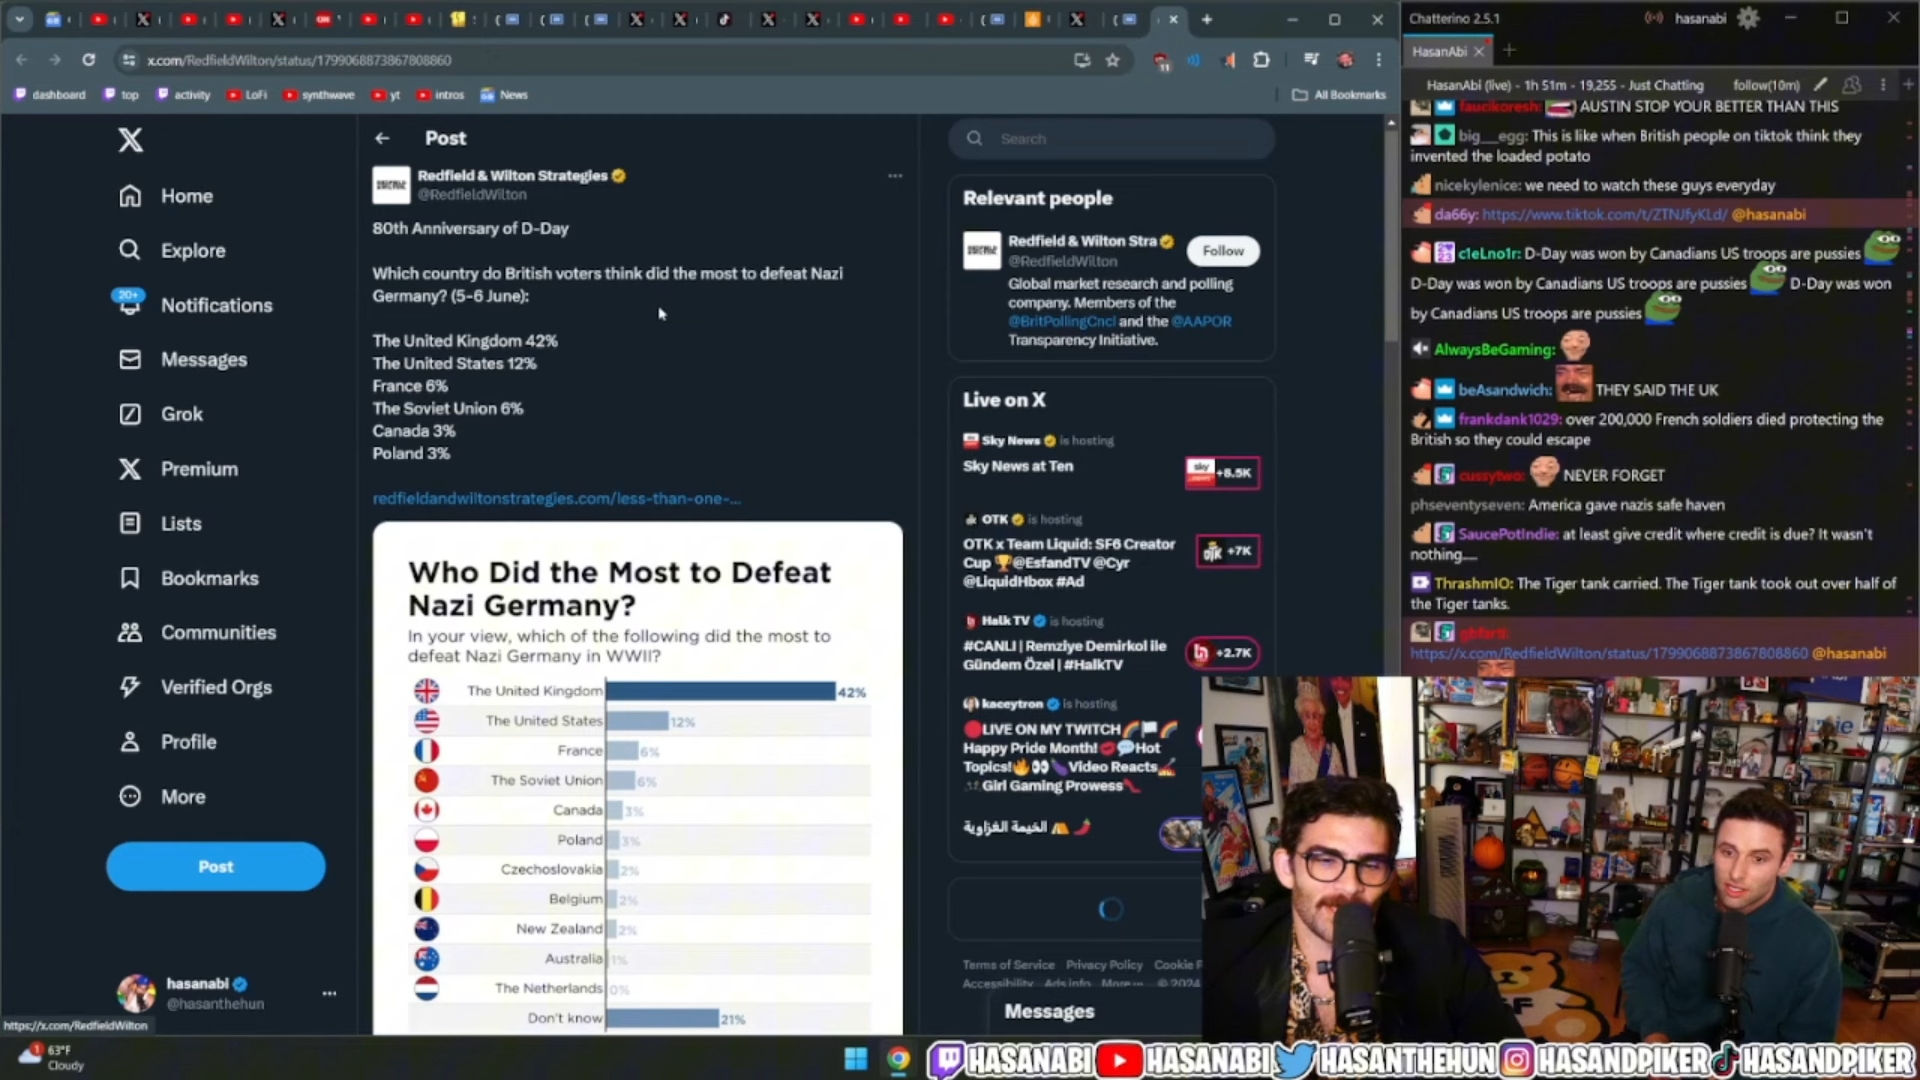 Chatterino 2.5.1
hasanabi
x.com/RedfieldWilton/status/1799068873867808860
11
HasanAbi
dashboard
top
activity
LoFi
synthwave
yt
intros
News
All Bookmarks
HasanAbi (live) - 1h 51m - 19,255 - Just Chatting
follow(10m)
Home
Explore
20+
Notifications
Messages
Grok
Premium
Lists
Bookmarks
Communities
Verified Orgs
Profile
More
Post
hasanabi
@hasanthehun
https://x.com/RedfieldWilton
Post
Redfield & Wilton Strategies
@RedfieldWilton
80th Anniversary of D-Day
Which country do British voters think did the most to defeat Nazi
Germany? (5-6 June):
The United Kingdom 42%
The United States 12%
France 6%
The Soviet Union 6%
Canada 3%
Poland 3%
redfieldandwiltonstrategies.com/less-than-one-...
Who Did the Most to Defeat
Nazi Germany?
In your view, which of the following did the most to
defeat Nazi Germany in WWII?
The United Kingdom 42%
The United States 12%
France 6%
The Soviet Union 6%
Canada 3%
Poland 3%
Czechoslovakia 2%
Belgium 2%
New Zealand 2%
Australia 1%
The Netherlands 0%
Don't know 21%
Search
Relevant people
Redfield & Wilton Stra
@RedfieldWilton
Follow
Global market research and polling
company. Members of the
@BritPollingCncl and the @AAPOR
Transparency Initiative.
Live on X
Sky News is hosting
Sky News at Ten
+8.5K
OTK is hosting
OTK x Team Liquid: SF6 Creator
Cup @EsfandTV @Cyr
@LiquidHbox #Ad
+7K
Halk TV is hosting
#CANLI | Remziye Demirkol ile
Gündem Özel | #HalkTV
+2.7K
kaceytron is hosting
LIVE ON MY TWITCH
Happy Pride Month! Hot
Topics! Video Reacts
Girl Gaming Prowess
الخيمة الغزاوية
Terms of Service Privacy Policy Cookie P
Accessibility Ads info More © 2024
Messages
faucikoresh: AUSTIN STOP YOUR BETTER THAN THIS
big__egg: This is like when British people on tiktok think they
invented the loaded potato
nicekylenice: we need to watch these guys everyday
da66y: https://www.tiktok.com/t/ZTNJfyKLd/ @hasanabi
c1eLno1r: D-Day was won by Canadians US troops are pussies
D-Day was won by Canadians US troops are pussies D-Day was won
by Canadians US troops are pussies
AlwaysBeGaming:
beAsandwich: THEY SAID THE UK
frankdank1029: over 200,000 French soldiers died protecting the
British so they could escape
cussytwo: NEVER FORGET
phseventyseven: America gave nazis safe haven
SaucePotIndie: at least give credit where credit is due? It wasn't
nothing....
ThrashmIO: The Tiger tank carried. The Tiger tank took out over half of
the Tiger tanks.
https://x.com/RedfieldWilton/status/1799068873867808860 @hasanabi
1
63°F
Cloudy
HASANABI
HASANABI
HASANTHEHUN
HASANDPIKER
HASANDPIKER